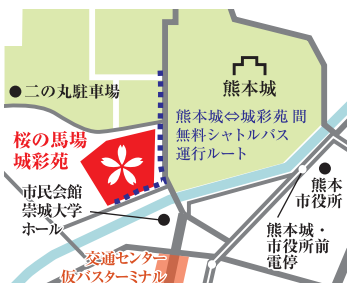 熊本城
二の丸駐車場
熊本城⇔城彩苑 間
無料シャトルバス
運行ルート
桜の馬場
城彩苑
市民会館
崇城大学
ホール
熊本
市役所
熊本城・
市役所前
電停
交通センター
仮バスターミナル